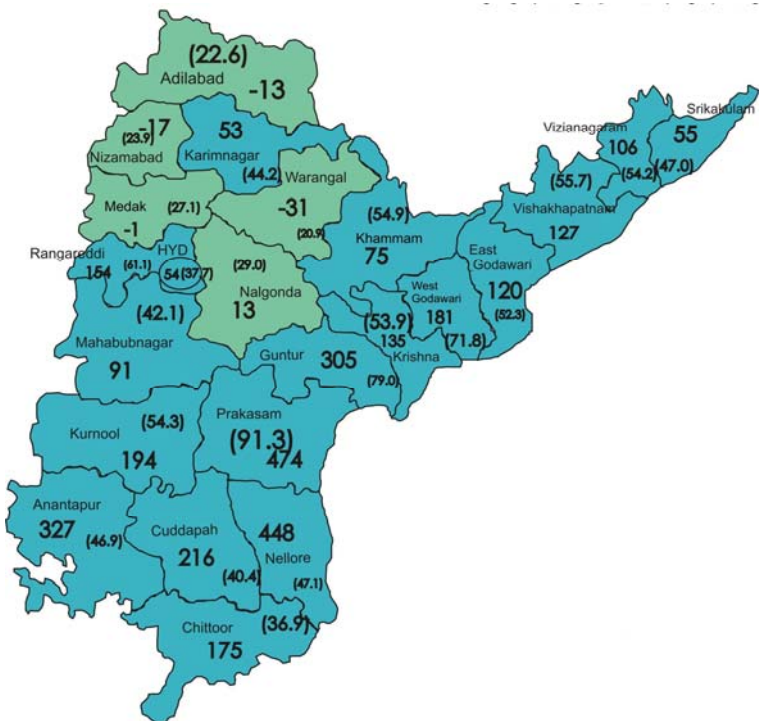 (22.6)
Adilabad
-13
-17
(23.9)
Nizamabad
53
Karimnagar
(44.2)
Warangal
-31
(20.9)
Medak
(27.1)
-1
Rangaroddi
154
(61.1)
HYD
54 (37.7)
(29.0)
Nalgonda
13
(54.9)
Khammam
75
Srikakulam
55
(47.0)
Vizianagaram
106
(54.2)
(55.7)
Vishakhapatnam
127
East
Godawari
120
(52.3)
West
Godawari
181
(71.8)
(53.9)
135
Krishna
(42.1)
Mahabubnagar
91
Guntur
305
(79.0)
Kurnool
(54.3)
194
Prakasam
(91.3)
474
Anantapur
327
(46.9)
Cuddapah
216
(40.4)
448
Nellore
(47.1)
Chittoor
(36.9)
175